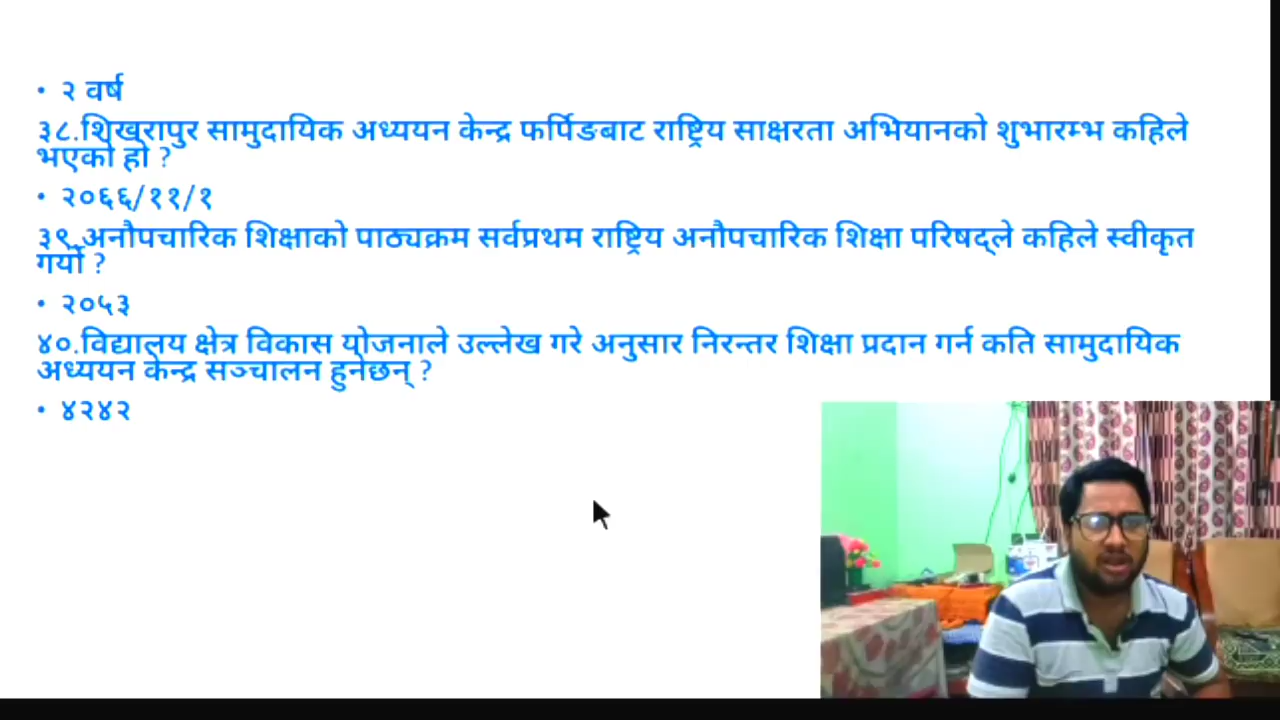 • २ वर्ष
३८.शिखरापुर सामुदायिक अध्ययन केन्द्र फर्पिङबाट राष्ट्रिय साक्षरता अभियानको शुभारम्भ कहिले
भएको हो ?
• २०६६/११/१
३९.अनौपचारिक शिक्षाको पाठ्यक्रम सर्वप्रथम राष्ट्रिय अनौपचारिक शिक्षा परिषद्ले कहिले स्वीकृत
गर्यो ?
• २०५३
४०.विद्यालय क्षेत्र विकास योजनाले उल्लेख गरे अनुसार निरन्तर शिक्षा प्रदान गर्न कति सामुदायिक
अध्ययन केन्द्र सञ्चालन हुनेछन् ?
• ४२४२